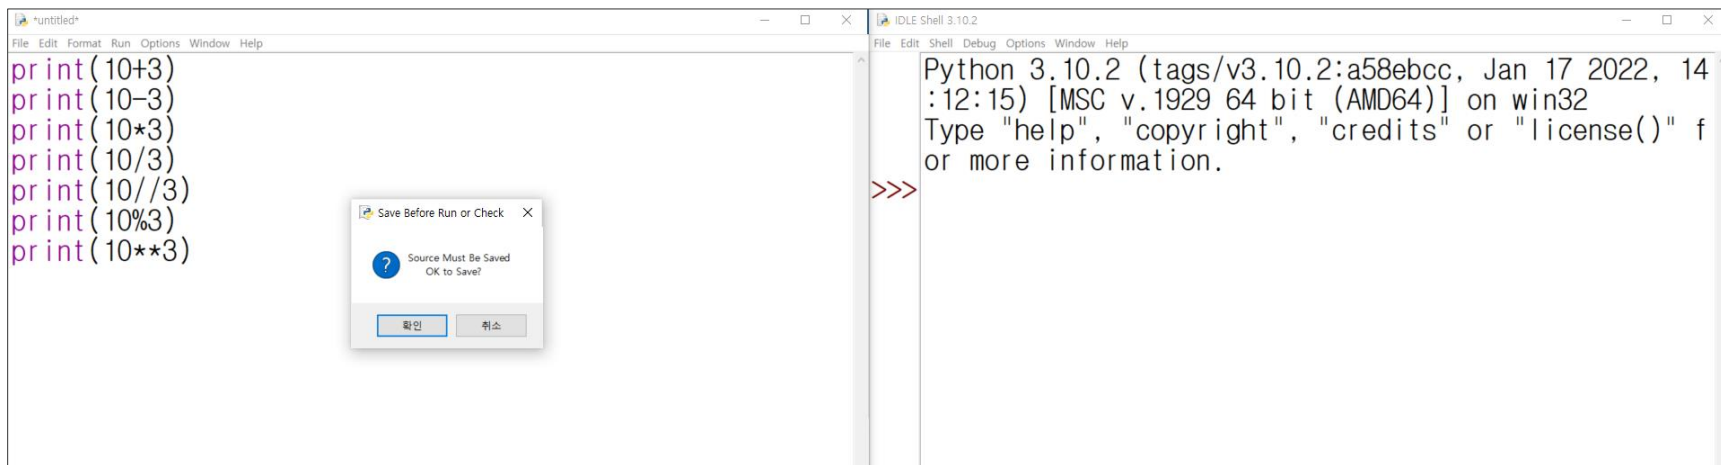 *untitled*
File Edit Format Run Options Window Help
print(10+3)
print(10-3)
print(10*3)
print(10/3)
print(10//3)
print(10%3)
print(10**3)
Save Before Run or Check
Source Must Be Saved
OK to Save?
확인 취소
IDLE Shell 3.10.2
File Edit Shell Debug Options Window Help
Python 3.10.2 (tags/v3.10.2:a58ebcc, Jan 17 2022, 14
:12:15) [MSC v.1929 64 bit (AMD64)] on win32
Type "help", "copyright", "credits" or "license()" f
or more information.
>>>